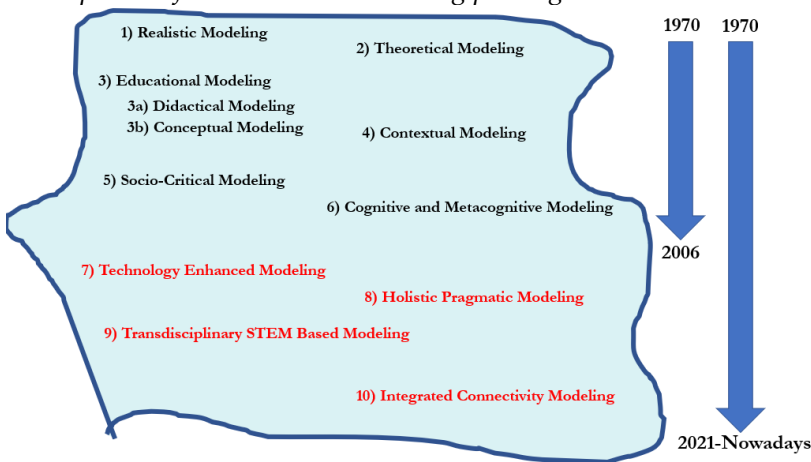 1970 1970
1) Realistic Modeling
2) Theoretical Modeling
3) Educational Modeling
3a) Didactical Modeling
3b) Conceptual Modeling
4) Contextual Modeling
5) Socio-Critical Modeling
6) Cognitive and Metacognitive Modeling
2006
7) Technology Enhanced Modeling
8) Holistic Pragmatic Modeling
9) Transdisciplinary STEM Based Modeling
10) Integrated Connectivity Modeling
2021-Nowadays